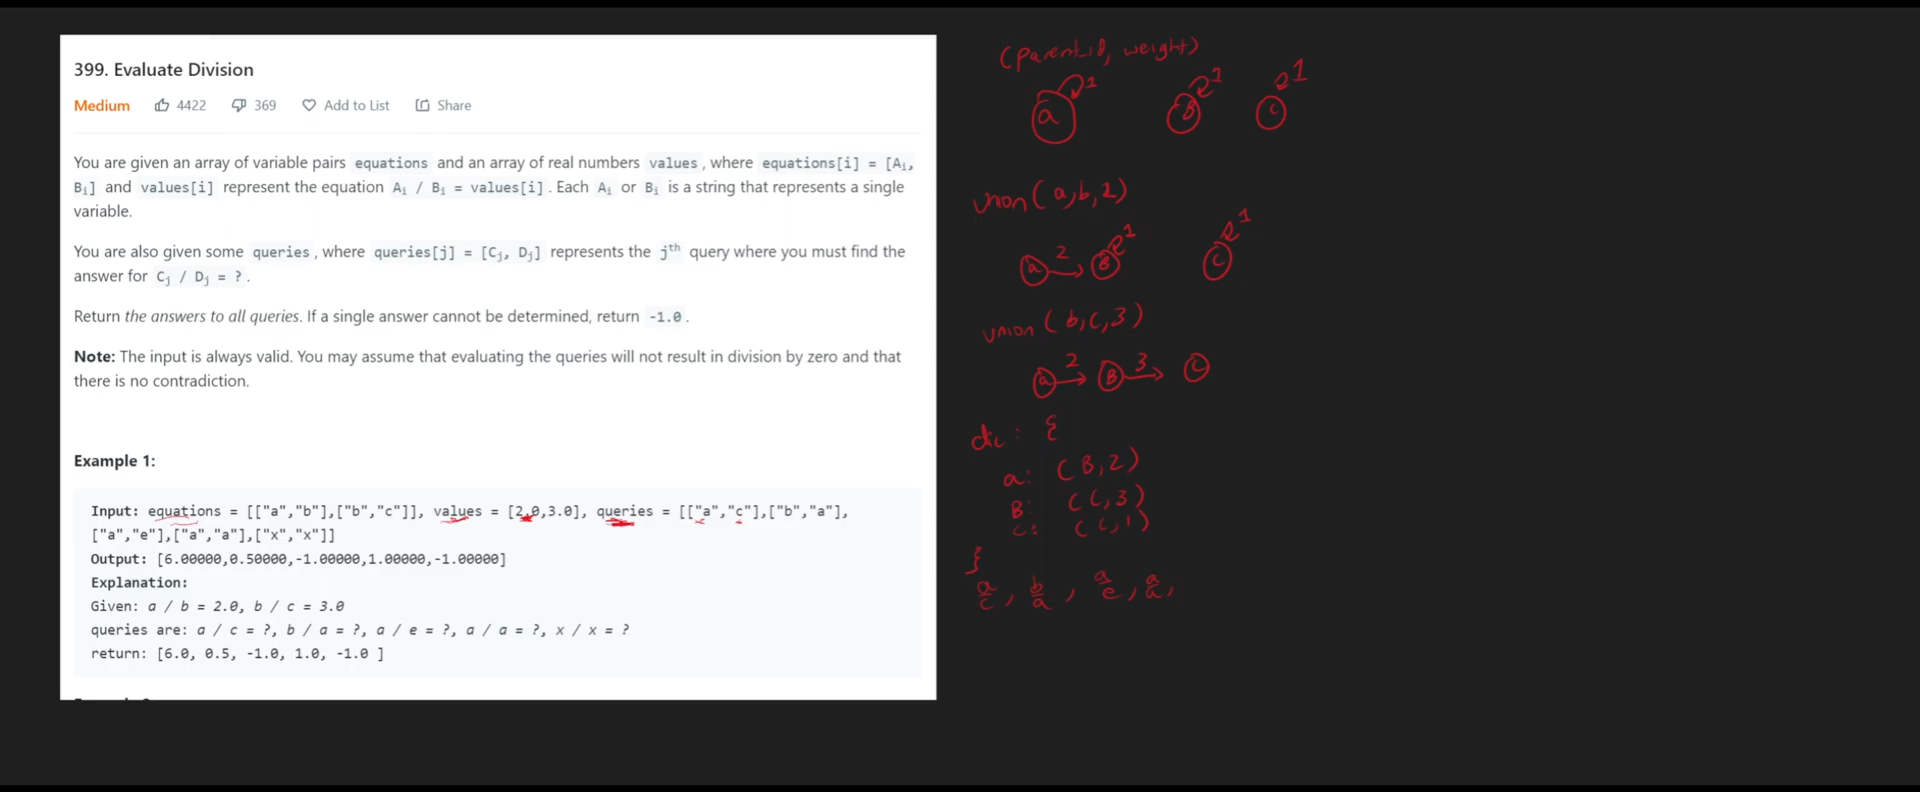 399. Evaluate Division
Medium 4422 369 Add to List Share
You are given an array of variable pairs equations and an array of real numbers values, where equations[i] = [Aᵢ,
Bᵢ] and values[i] represent the equation Aᵢ / Bᵢ = values[i]. Each Aᵢ or Bᵢ is a string that represents a single
variable.
You are also given some queries, where queries[j] = [Cⱼ, Dⱼ] represents the jᵗʰ query where you must find the
answer for Cⱼ / Dⱼ = ?.
Return the answers to all queries. If a single answer cannot be determined, return -1.0.
Note: The input is always valid. You may assume that evaluating the queries will not result in division by zero and that
there is no contradiction.
Example 1:
Input: equations = [["a","b"],["b","c"]], values = [2.0,3.0], queries = [["a","c"],["b","a"],
["a","e"],["a","a"],["x","x"]]
Output: [6.00000,0.50000,-1.00000,1.00000,-1.00000]
Explanation:
Given: a / b = 2.0, b / c = 3.0
queries are: a / c = ?, b / a = ?, a / e = ?, a / a = ?, x / x = ?
return: [6.0, 0.5, -1.0, 1.0, -1.0 ]
(parent_id, weight)
a 1 B 1 c 1
union(a,b,2)
a 2 B 1 c 1
union(b,c,3)
a 2 B 3 c
dic: {
a: (B,2)
B: (C,3)
c: (C,1)
}
a/c, b/a, a/e, a/a,